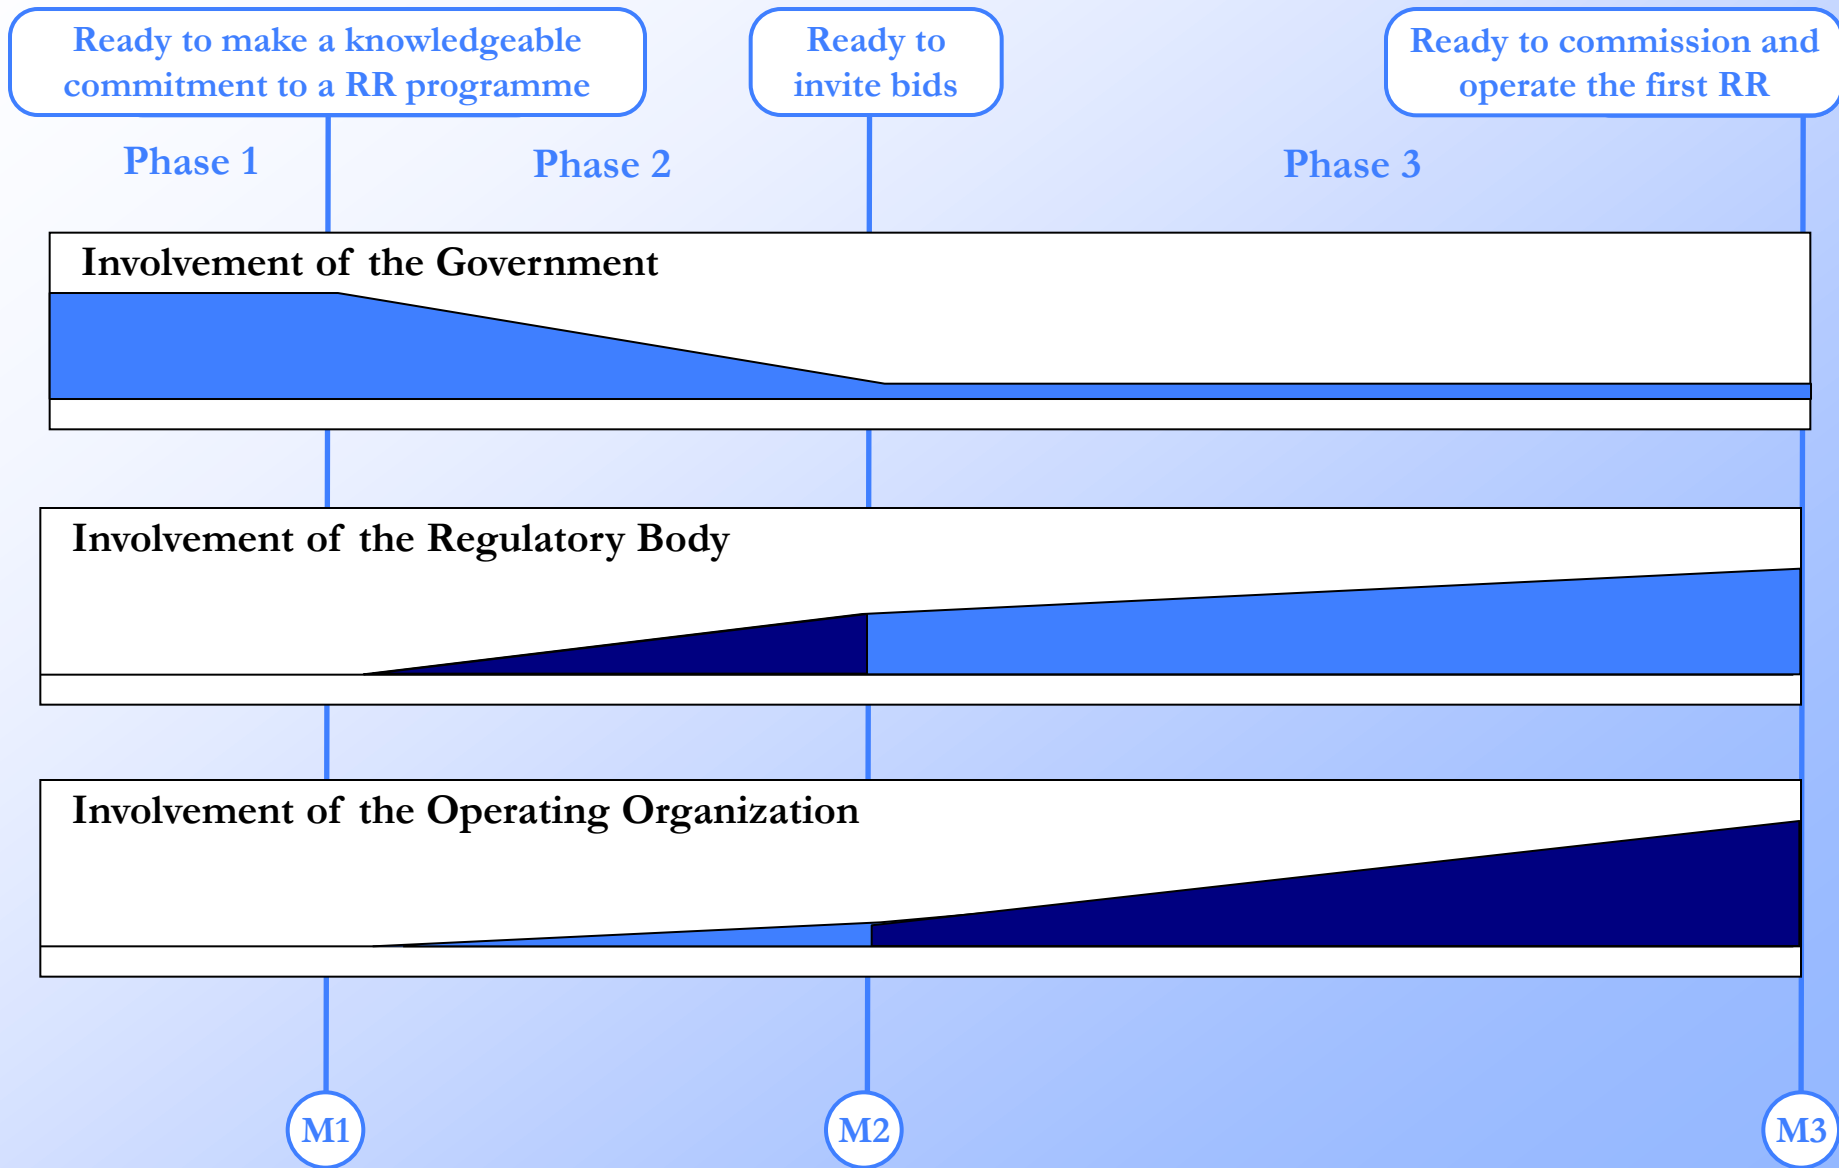 Ready to make a knowledgeable
commitment to a RR programme
Ready to
invite bids
Ready to commission and
operate the first RR
Phase 1
Phase 2
Phase 3
Involvement of the Government
Involvement of the Regulatory Body
Involvement of the Operating Organization
M1
M2
M3